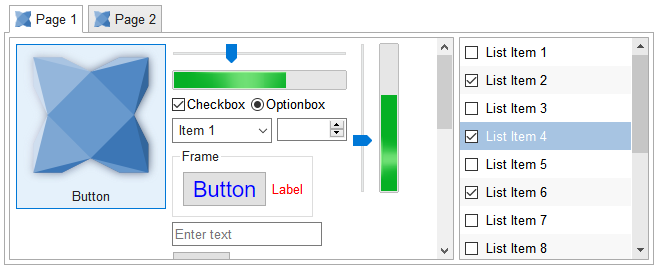 Page 1
Page 2
Button
Checkbox
Optionbox
Item 1
Frame
Button
Label
Enter text
List Item 1
List Item 2
List Item 3
List Item 4
List Item 5
List Item 6
List Item 7
List Item 8